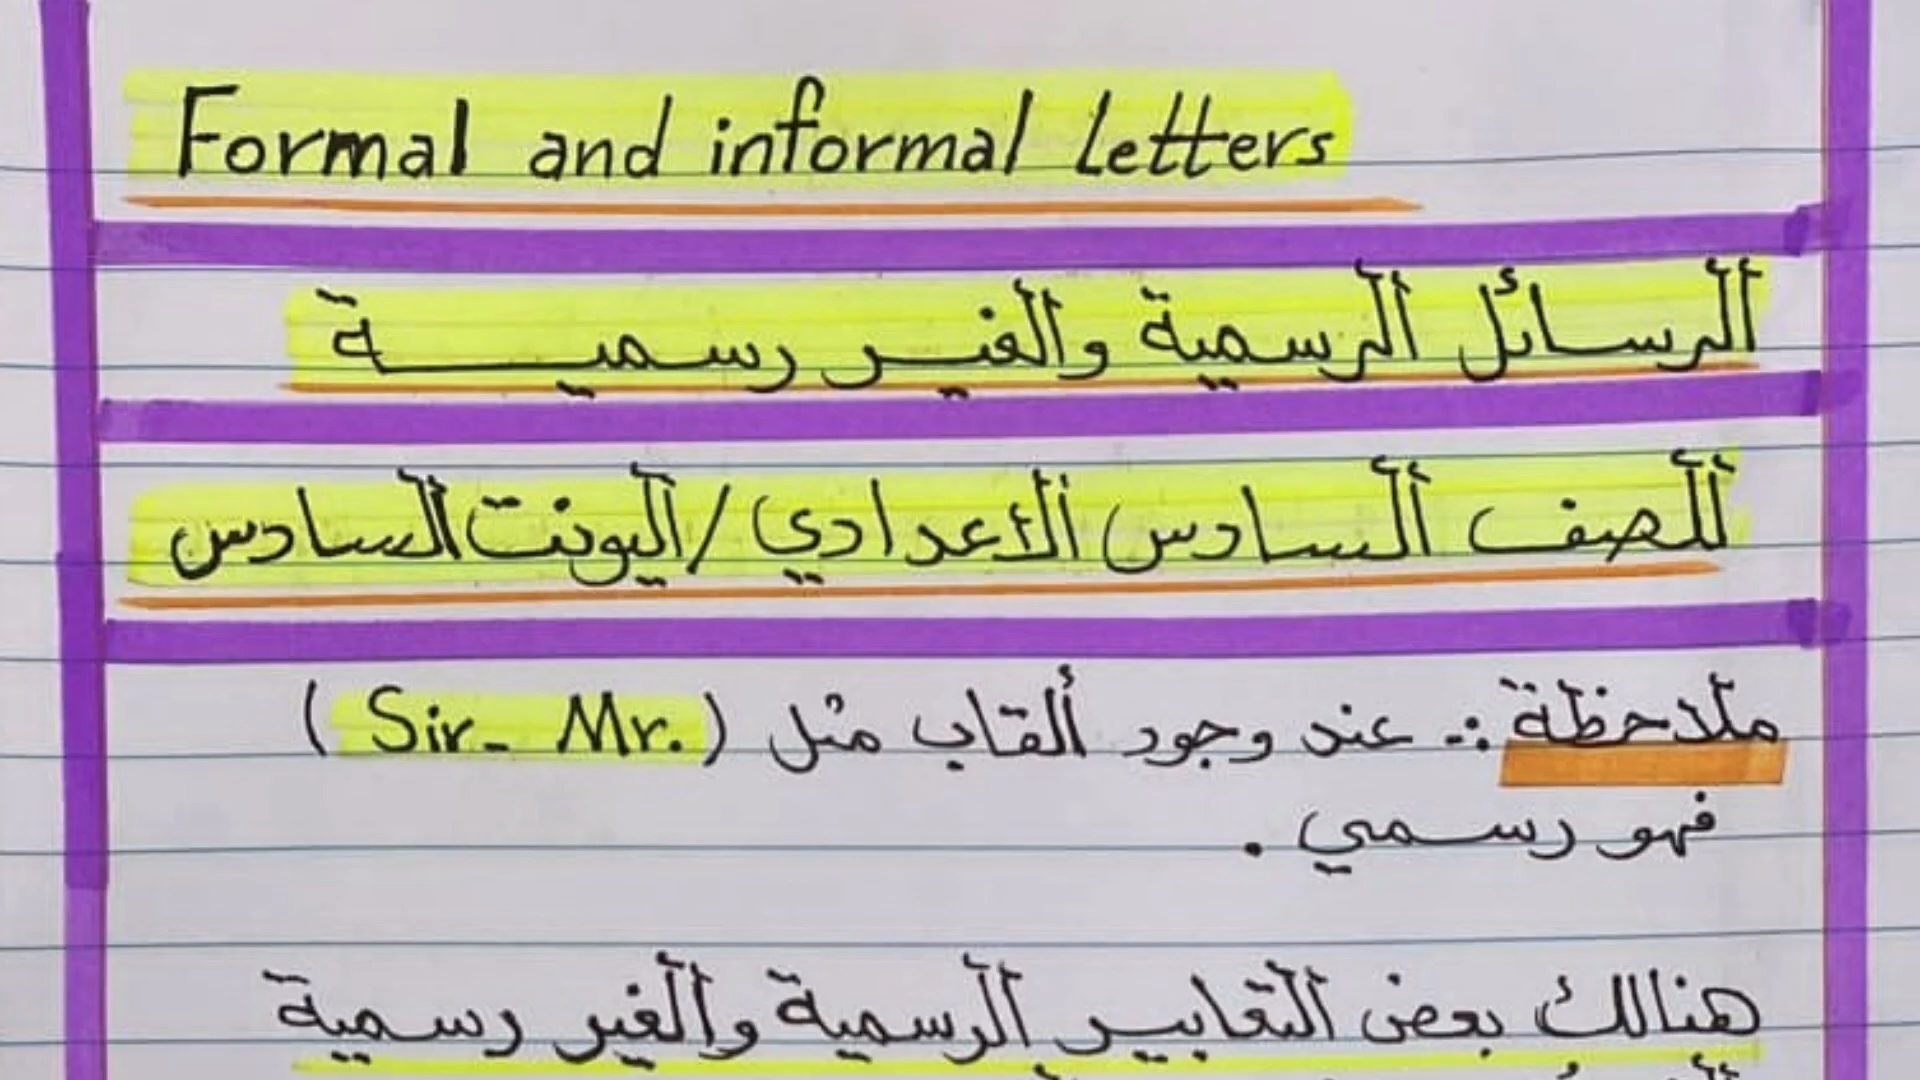 Formal and informal Letters
الرسائل الرسمية والغير رسمية
للصف السادس الاعدادي / اليونت السادس
ملاحظة :- عند وجود ألقاب مثل ( Sir - Mr. )
فهو رسمي .
هنالك بعض التعابير الرسمية والغير رسمية